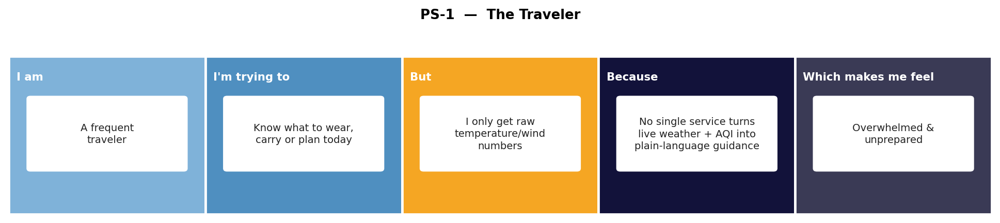 PS-1 — The Traveler
I am
A frequent
traveler
I'm trying to
Know what to wear,
carry or plan today
But
I only get raw
temperature/wind
numbers
Because
No single service turns
live weather + AQI into
plain-language guidance
Which makes me feel
Overwhelmed &
unprepared